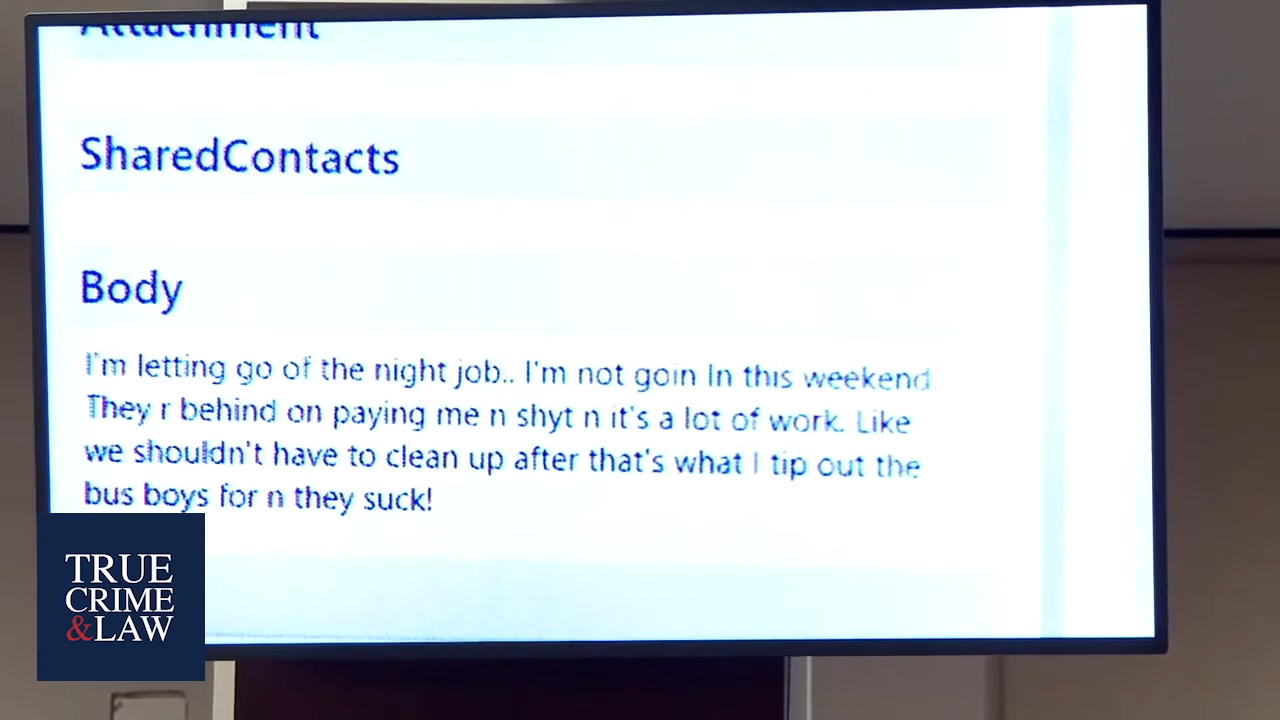 Attachment
SharedContacts
Body
I'm letting go of the night job.. I'm not goin In this weekend.
They r behind on paying me n shyt n it's a lot of work. Like
we shouldn't have to clean up after that's what I tip out the
bus boys for n they suck!
TRUE
CRIME
&LAW